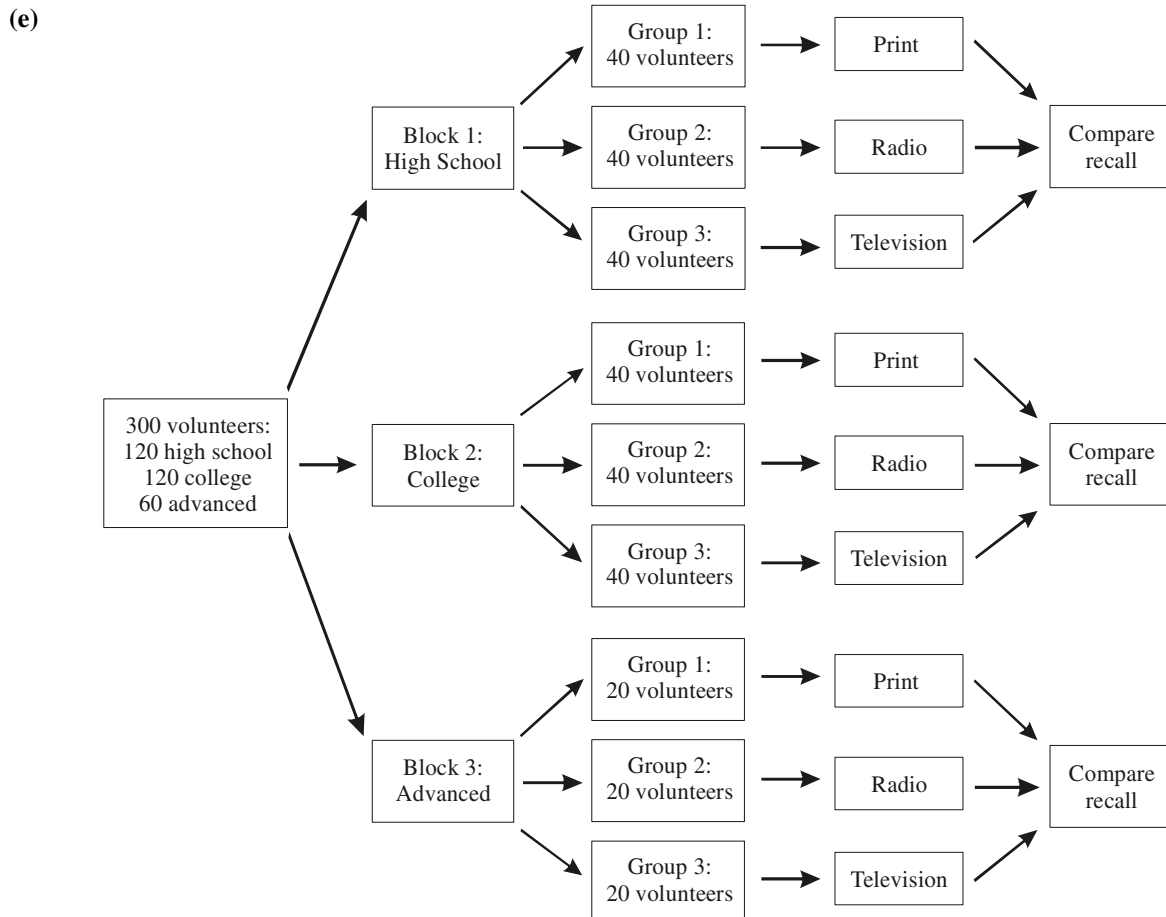 (e)
300 volunteers:
120 high school
120 college
60 advanced
Block 1:
High School
Group 1:
40 volunteers
Print
Group 2:
40 volunteers
Radio
Group 3:
40 volunteers
Television
Compare
recall
Block 2:
College
Group 1:
40 volunteers
Print
Group 2:
40 volunteers
Radio
Group 3:
40 volunteers
Television
Compare
recall
Block 3:
Advanced
Group 1:
20 volunteers
Print
Group 2:
20 volunteers
Radio
Group 3:
20 volunteers
Television
Compare
recall